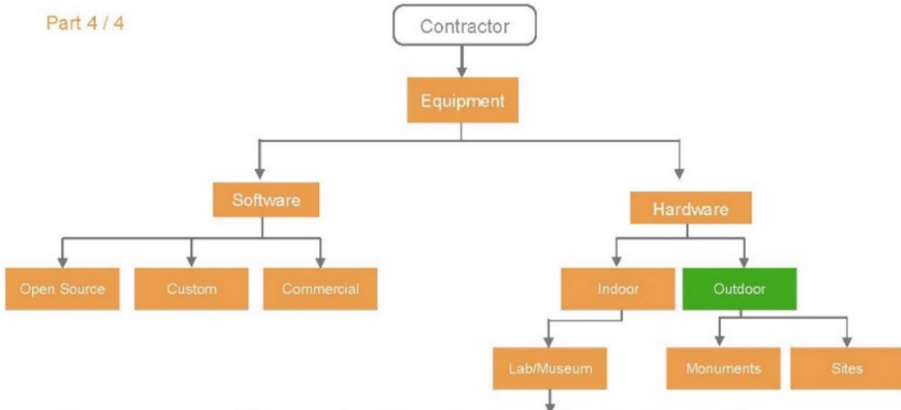 Part 4 / 4
Contractor
Equipment
Software
Hardware
Open Source
Custom
Commercial
Indoor
Outdoor
Lab/Museum
Monuments
Sites